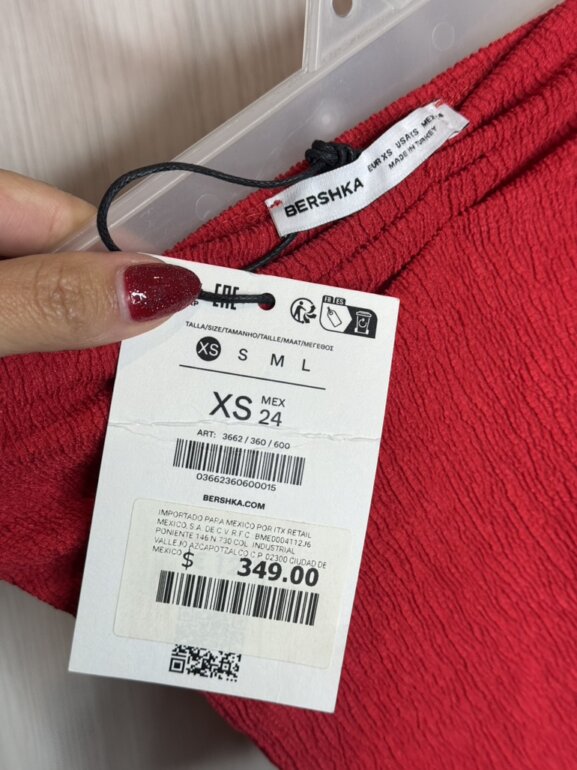 EUR XS USA IS MEX
MADE IN TURKEY
BERSHKA
EAC
FR ES
TALLA/SIZE/TAMANHO/TAILLE/MAAT/ΜΕΓΕΘΟΣ
XS S M L
XS MEX 24
ART: 3662 / 360 / 600
03662360600015
BERSHKA.COM
IMPORTADO PARA MEXICO POR ITX RETAIL
MEXICO, S.A. DE C.V. R.F.C.: BME0004112J6
PONIENTE 146 N.730 COL. INDUSTRIAL
VALLEJO AZCAPOTZALCO C.P. 02300 CIUDAD DE
MEXICO
$ 349.00